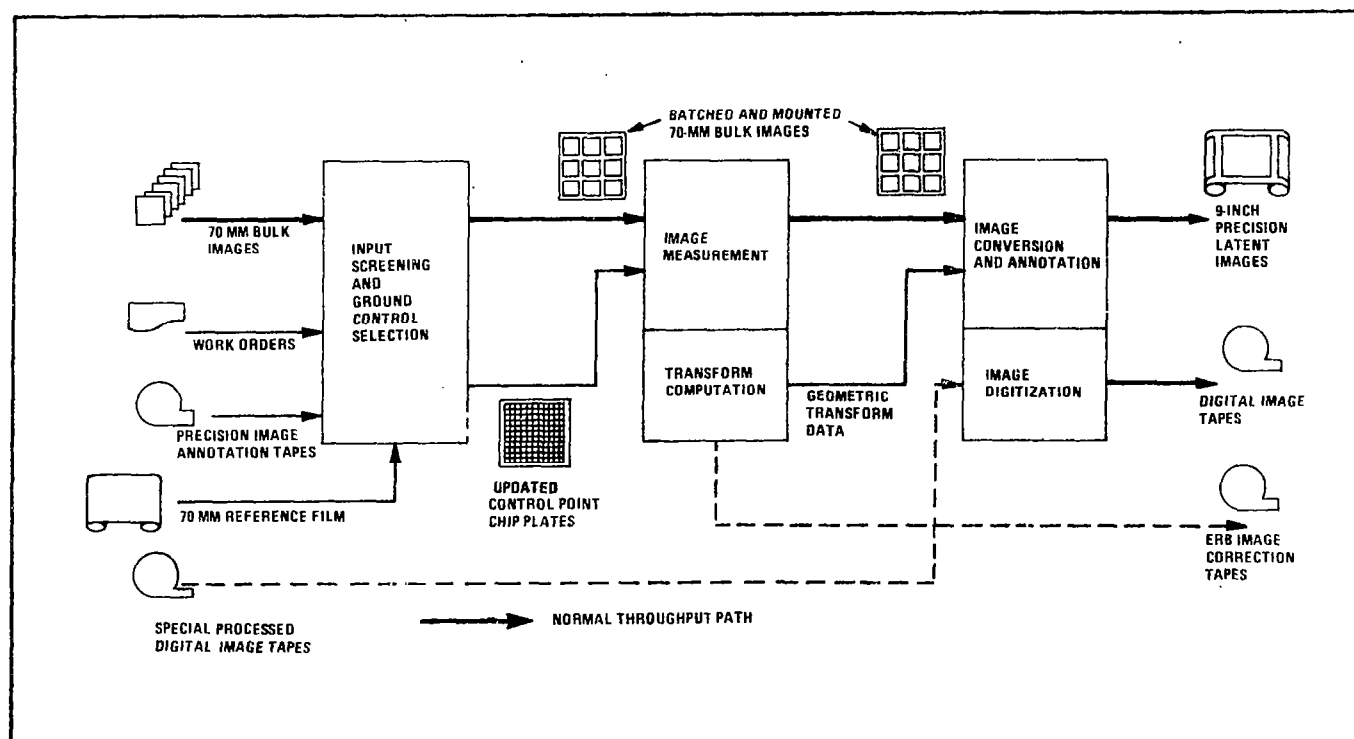 BATCHED AND MOUNTED
70-MM BULK IMAGES
70 MM BULK
IMAGES
WORK ORDERS
PRECISION IMAGE
ANNOTATION TAPES
70 MM REFERENCE FILM
SPECIAL PROCESSED
DIGITAL IMAGE TAPES
INPUT
SCREENING
AND
GROUND
CONTROL
SELECTION
UPDATED
CONTROL POINT
CHIP PLATES
IMAGE
MEASUREMENT
TRANSFORM
COMPUTATION
GEOMETRIC
TRANSFORM
DATA
IMAGE
CONVERSION
AND ANNOTATION
IMAGE
DIGITIZATION
9-INCH
PRECISION
LATENT
IMAGES
DIGITAL IMAGE
TAPES
ERB IMAGE
CORRECTION
TAPES
NORMAL THROUGHPUT PATH